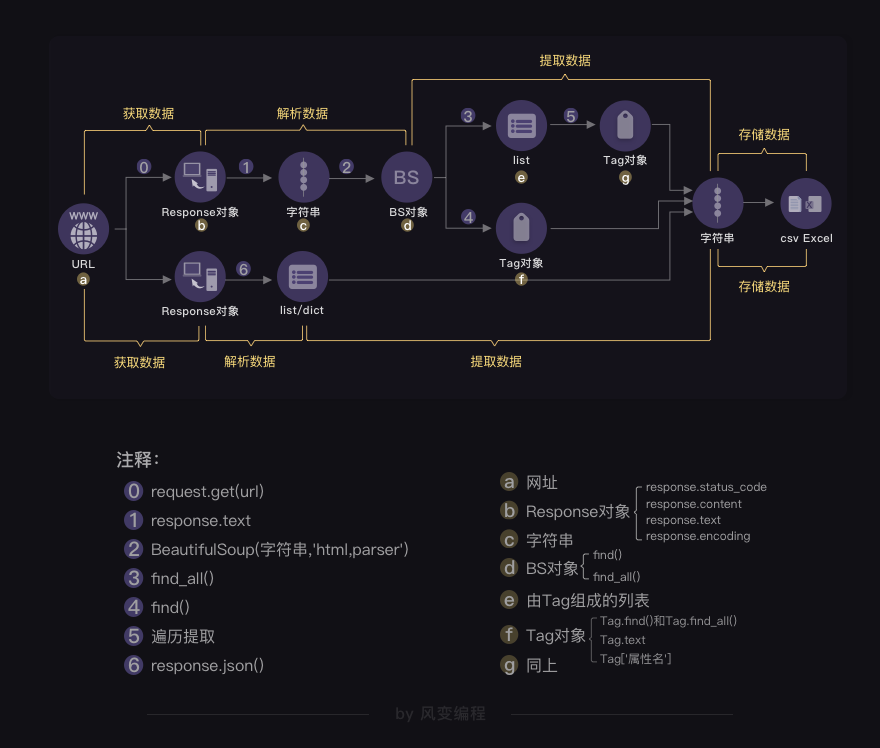 提取数据
获取数据
解析数据
存储数据
3
5
list
e
Tag对象
g
0
1
2
BS
Response对象
b
字符串
c
BS对象
d
WWW
URL
a
4
Tag对象
f
字符串
csv Excel
6
Response对象
list/dict
存储数据
获取数据
解析数据
提取数据
注释：
0 request.get(url)
1 response.text
2 BeautifulSoup(字符串,'html,parser')
3 find_all()
4 find()
5 遍历提取
6 response.json()
a 网址
b Response对象
response.status_code
response.content
response.text
response.encoding
c 字符串
d BS对象
find()
find_all()
e 由Tag组成的列表
f Tag对象
Tag.find()和Tag.find_all()
Tag.text
Tag['属性名']
g 同上
by 风变编程